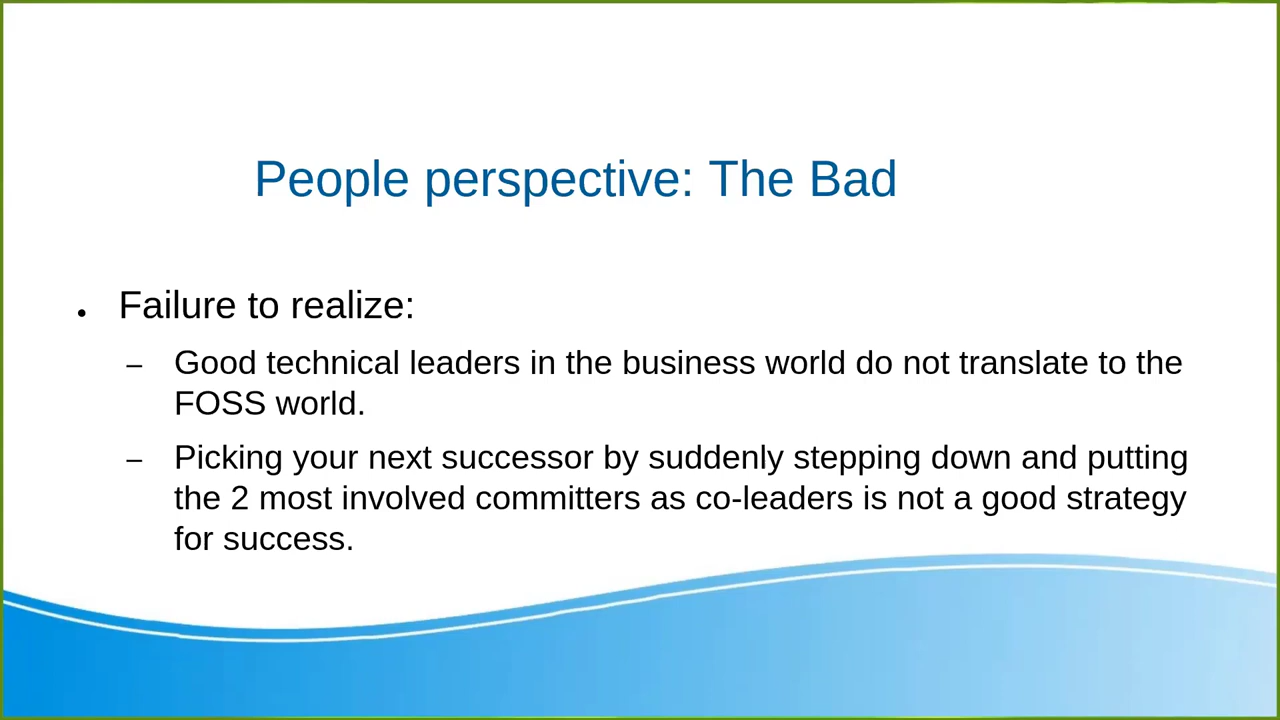 People perspective: The Bad
● Failure to realize:
– Good technical leaders in the business world do not translate to the
FOSS world.
– Picking your next successor by suddenly stepping down and putting
the 2 most involved committers as co-leaders is not a good strategy
for success.